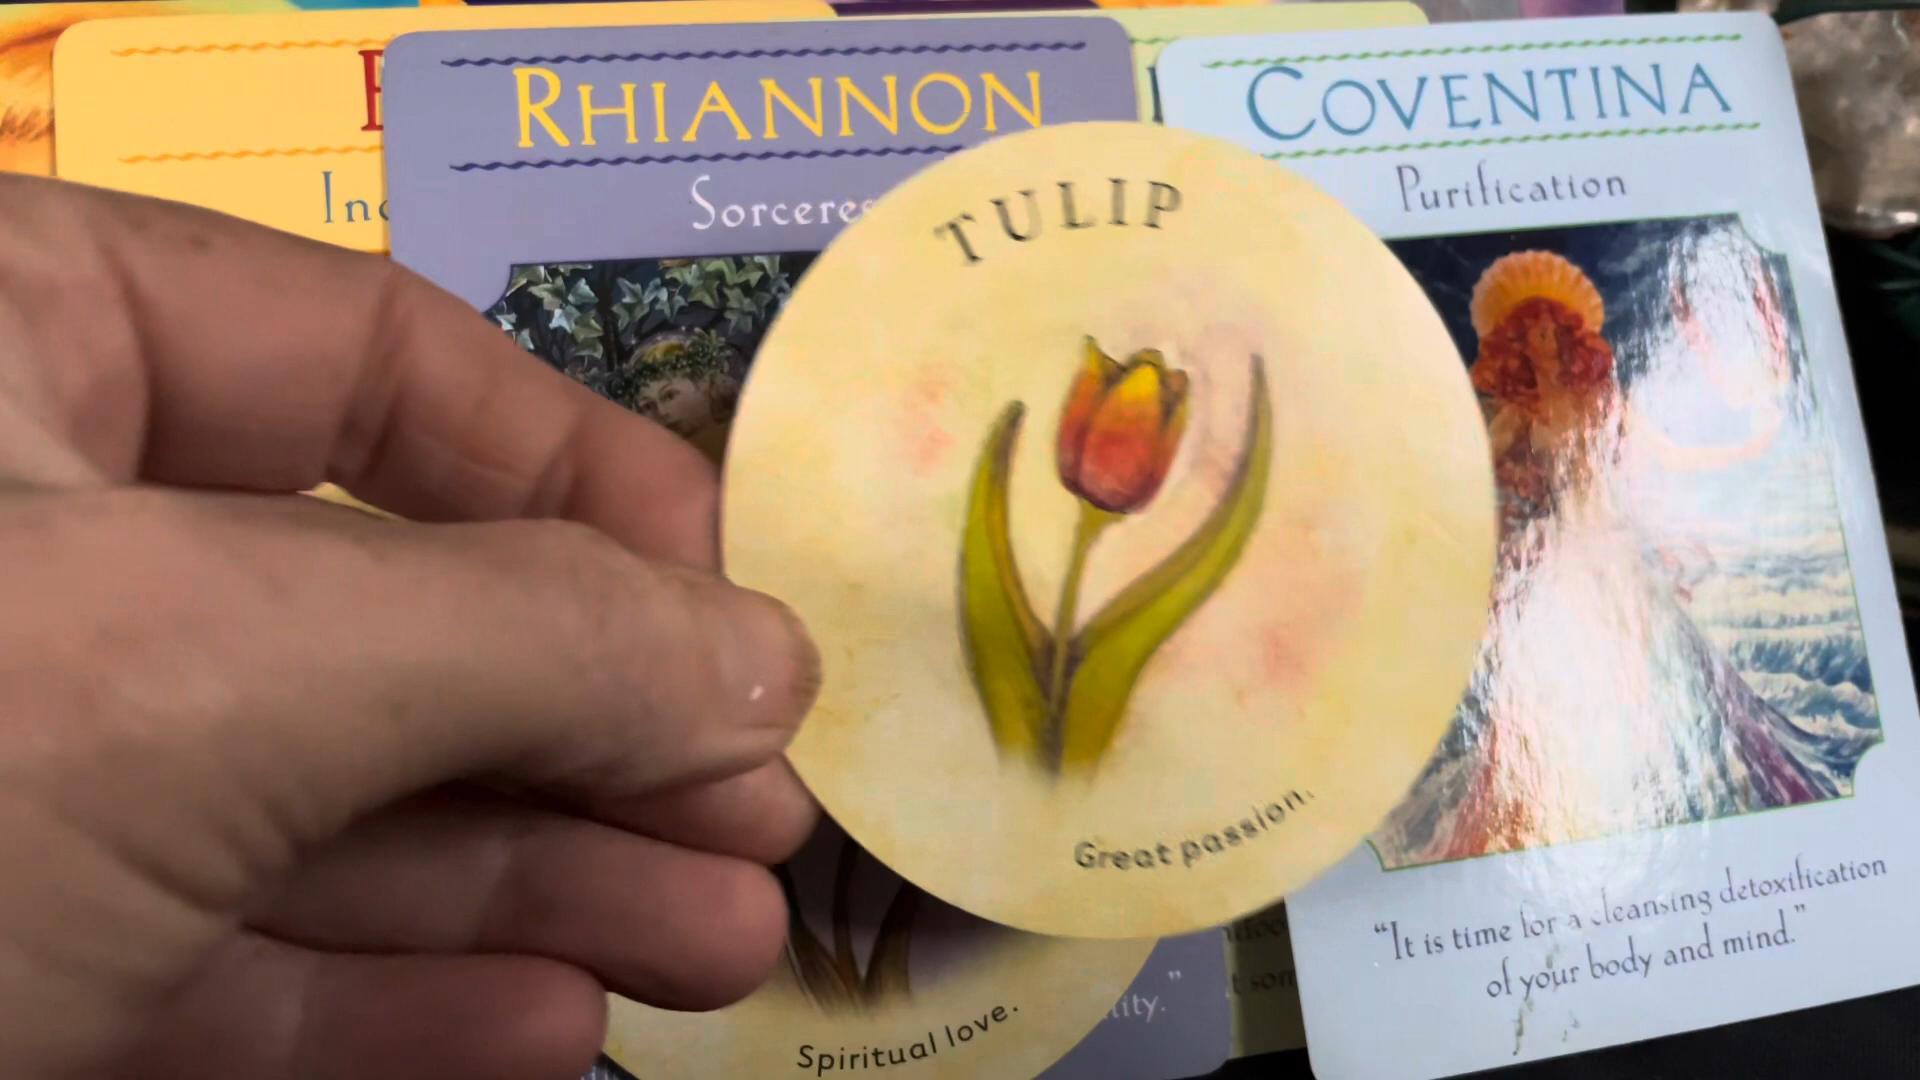 RHIANNON
COVENTINA
Purification
TULIP
Great passion.
"It is time for a cleansing detoxification
of your body and mind."
Spiritual love.